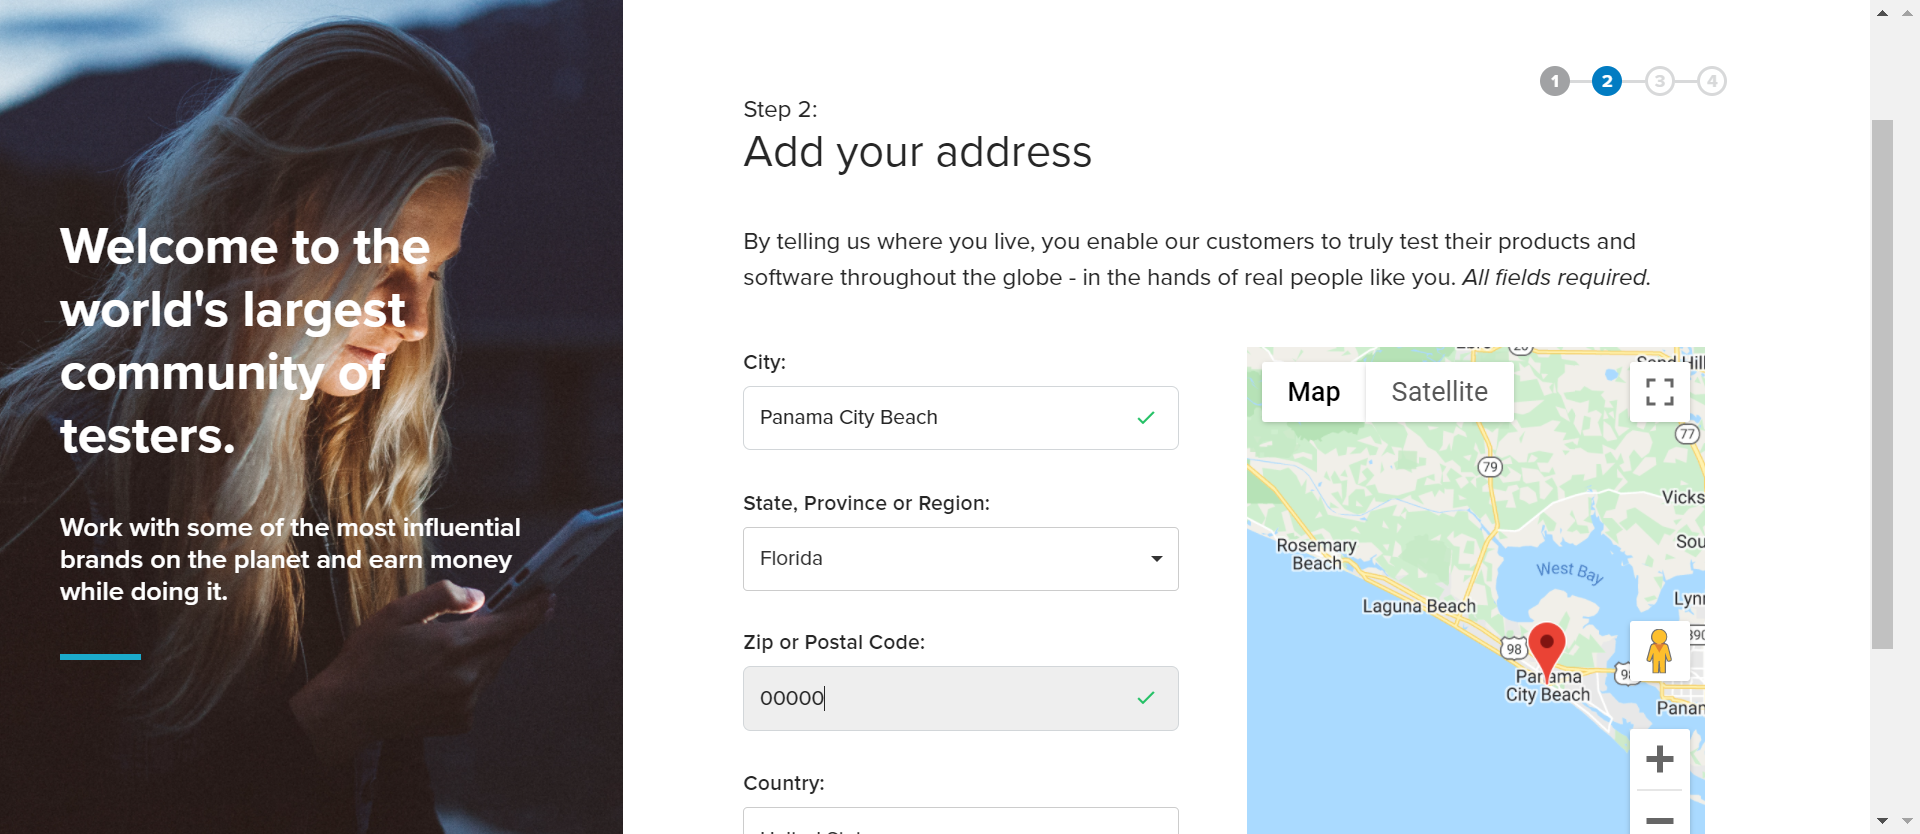 Welcome to the
world's largest
community of
testers.
Work with some of the most influential
brands on the planet and earn money
while doing it.
1
2
3
4
Step 2:
Add your address
By telling us where you live, you enable our customers to truly test their products and
software throughout the globe - in the hands of real people like you. All fields required.
City:
Panama City Beach
State, Province or Region:
Florida
Zip or Postal Code:
00000
Country:
Map
Satellite
77
79
Vicks
Sou
Rosemary
Beach
West Bay
Laguna Beach
Lynn
98
Panama
City Beach
Panam